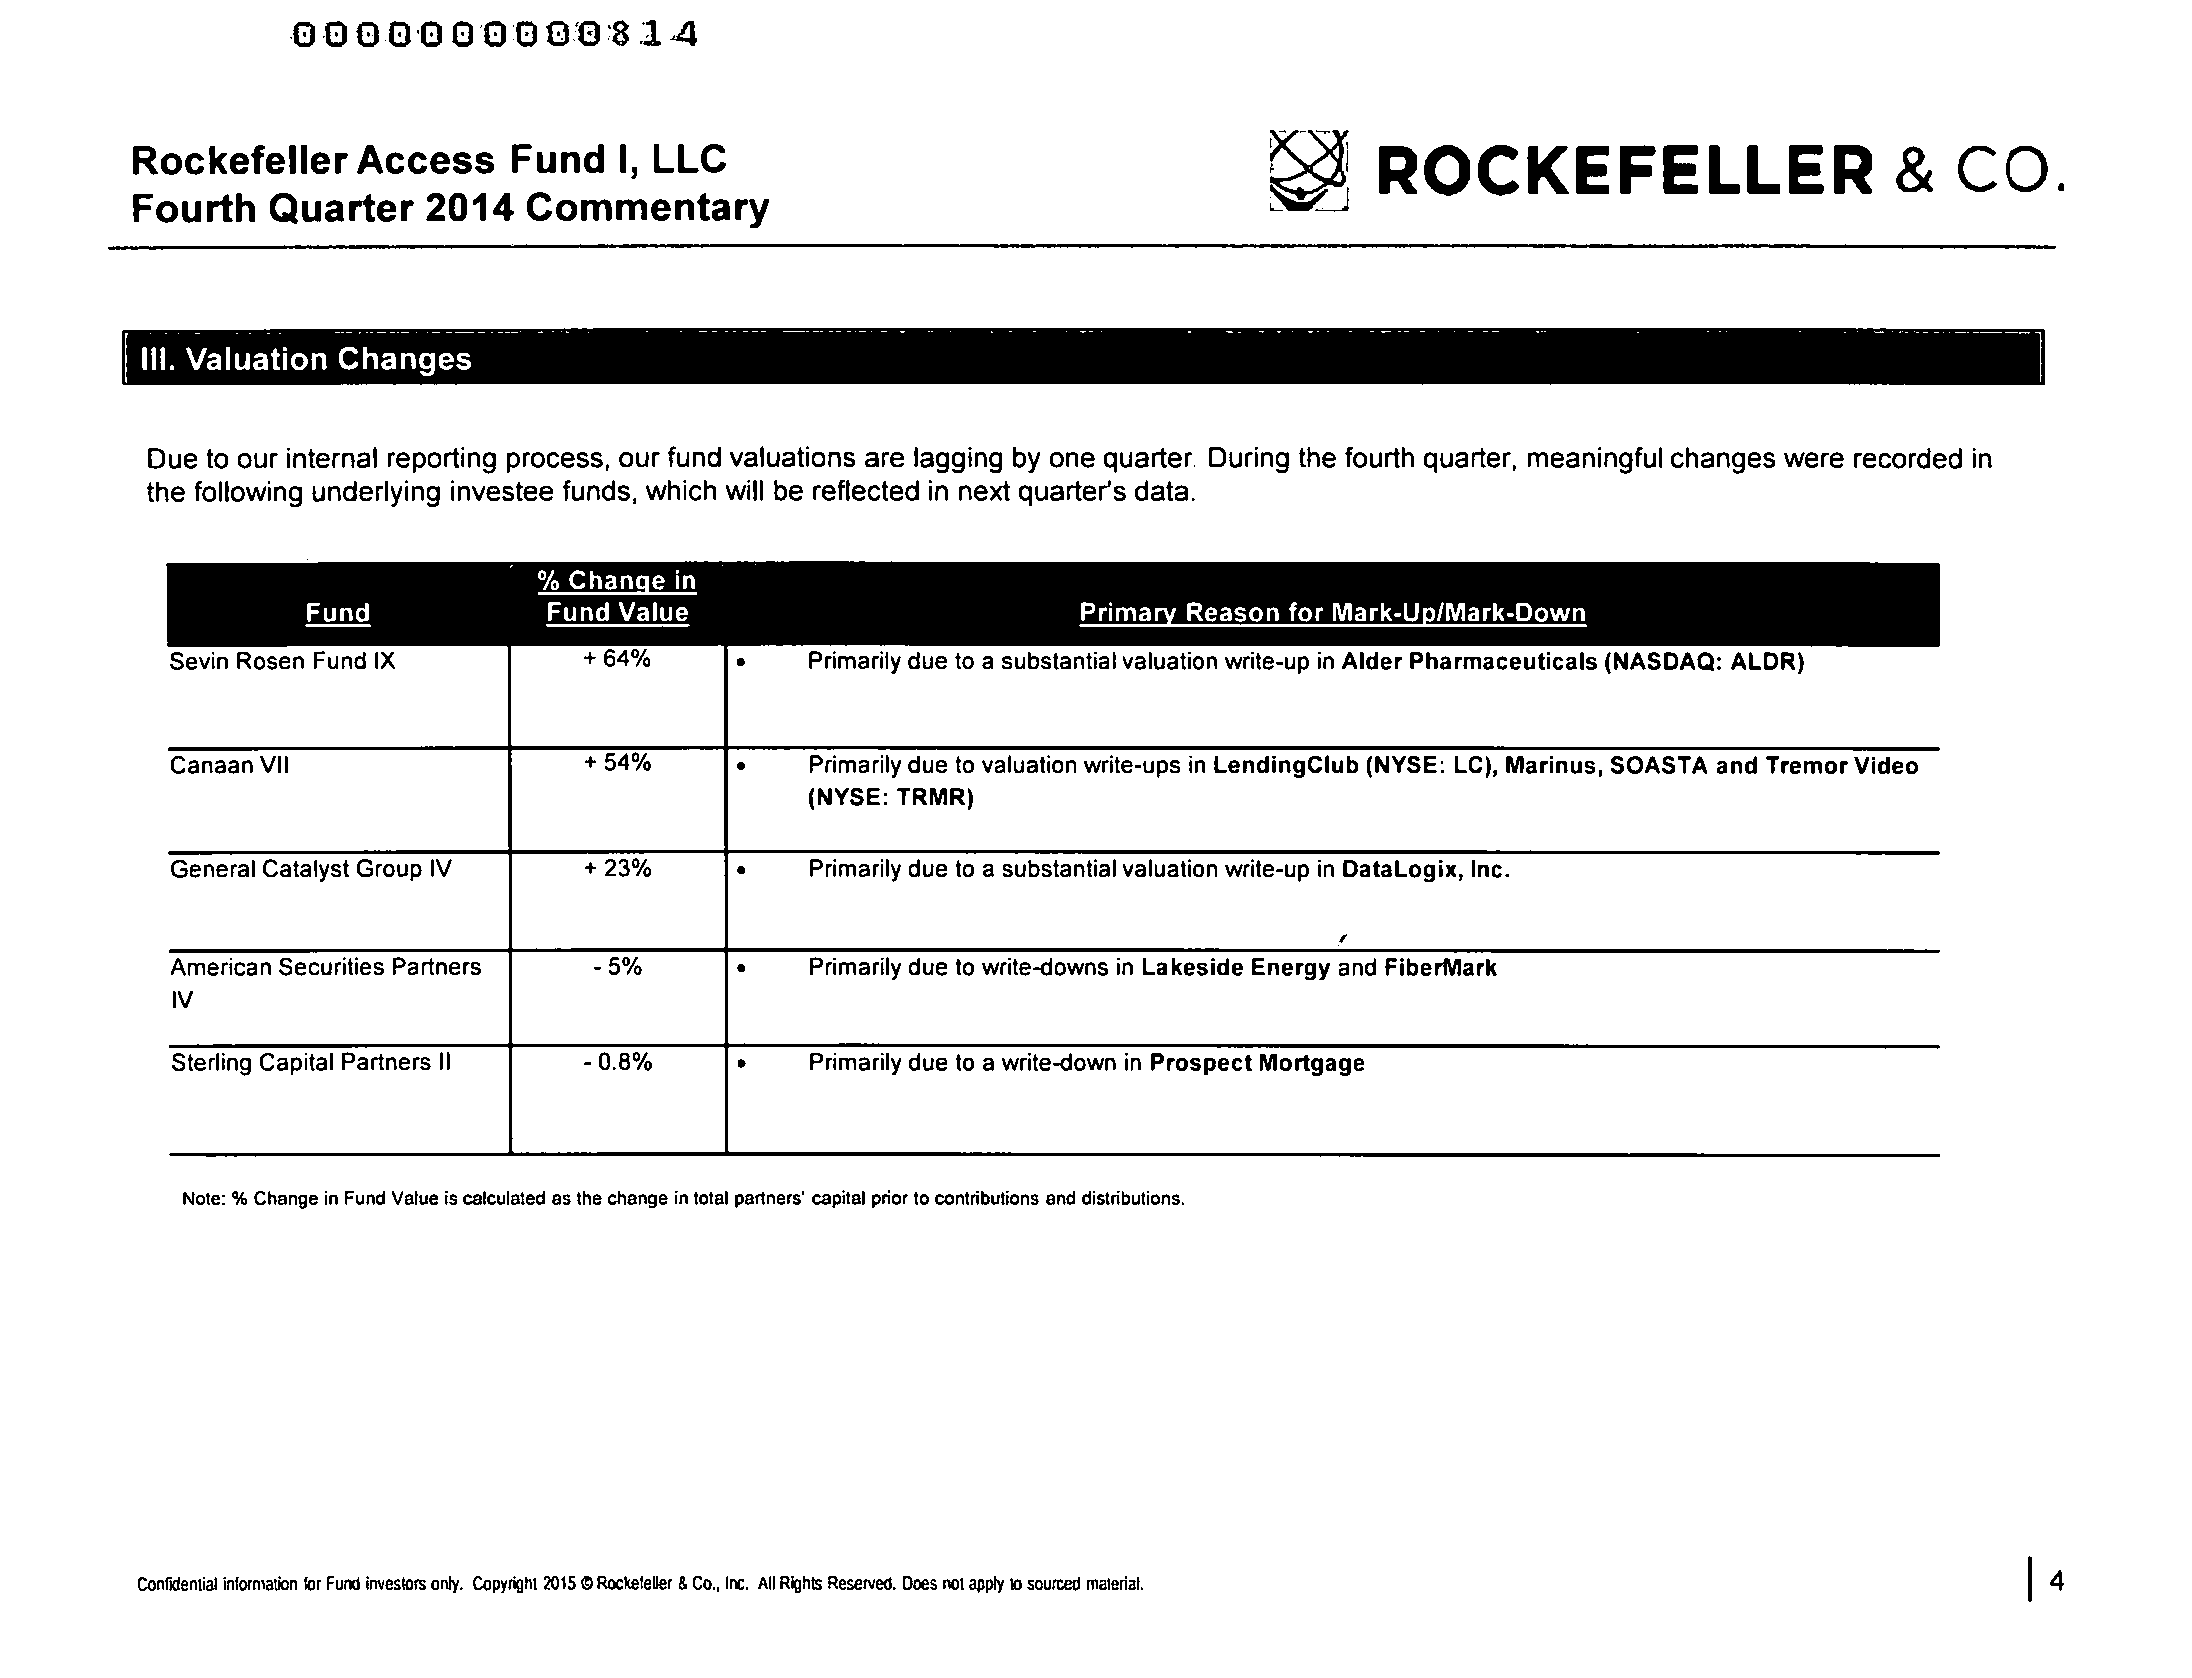 0000000000814
Rockefeller Access Fund I, LLC
ROCKEFELLER & CO.
Fourth Quarter 2014 Commentary
III. Valuation Changes
Due to our internal reporting process, our fund valuations are lagging by one quarter. During the fourth quarter, meaningful changes were recorded in
the following underlying investee funds, which will be reflected in next quarter's data.
% Change in
Fund Fund Value Primary Reason for Mark-Up/Mark-Down
Sevin Rosen Fund IX + 64% • Primarily due to a substantial valuation write-up in Alder Pharmaceuticals (NASDAQ: ALDR)
Canaan VII + 54% • Primarily due to valuation write-ups in LendingClub (NYSE: LC), Marinus, SOASTA and Tremor Video
(NYSE: TRMR)
General Catalyst Group IV + 23% • Primarily due to a substantial valuation write-up in DataLogix, Inc.
American Securities Partners - 5% • Primarily due to write-downs in Lakeside Energy and FiberMark
IV
Sterling Capital Partners II - 0.8% • Primarily due to a write-down in Prospect Mortgage
Note: % Change in Fund Value is calculated as the change in total partners' capital prior to contributions and distributions.
Confidential information for Fund investors only. Copyright 2015 © Rockefeller & Co., Inc. All Rights Reserved. Does not apply to sourced material.
4